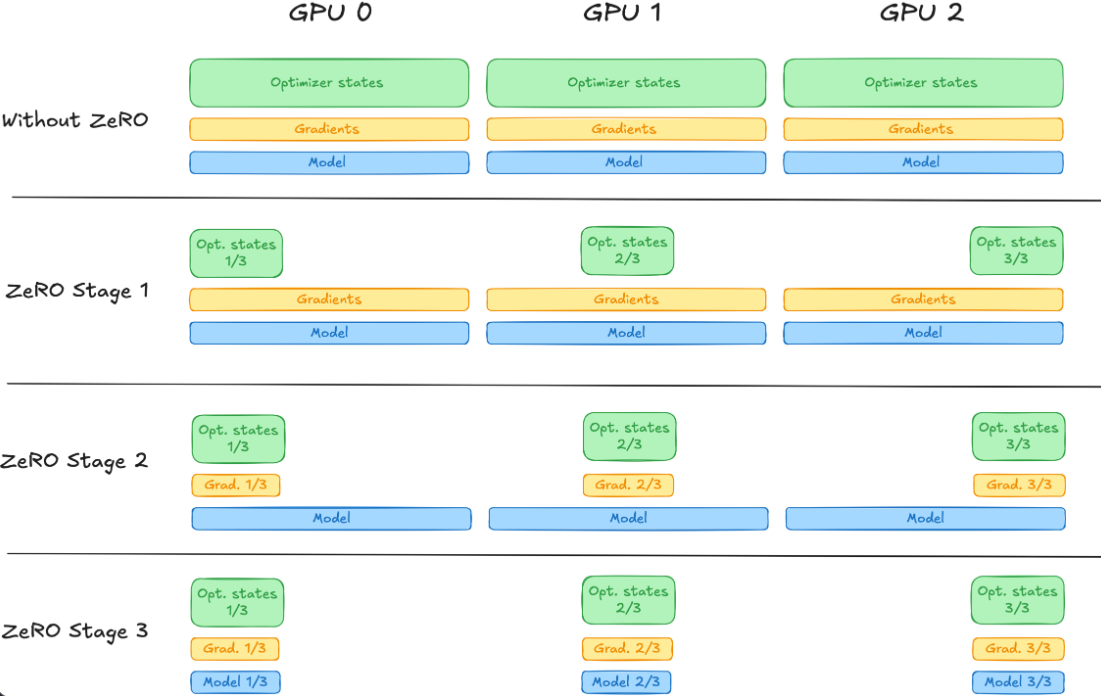 GPU 0 GPU 1 GPU 2
Without ZeRO
Optimizer states Optimizer states Optimizer states
Gradients Gradients Gradients
Model Model Model
ZeRO Stage 1
Opt. states
1/3
Opt. states
2/3
Opt. states
3/3
Gradients Gradients Gradients
Model Model Model
ZeRO Stage 2
Opt. states
1/3
Opt. states
2/3
Opt. states
3/3
Grad. 1/3 Grad. 2/3 Grad. 3/3
Model Model Model
ZeRO Stage 3
Opt. states
1/3
Opt. states
2/3
Opt. states
3/3
Grad. 1/3 Grad. 2/3 Grad. 3/3
Model 1/3 Model 2/3 Model 3/3